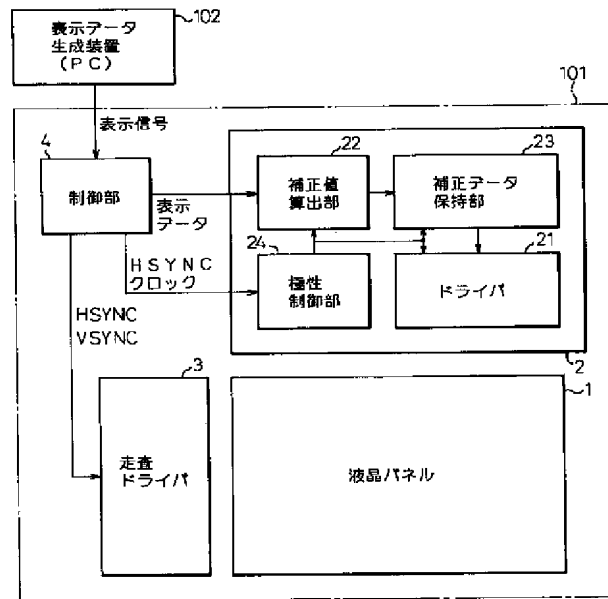 表示データ
生成装置
(PC)
102
101
表示信号
4
制御部
表示
データ
HSYNC
クロック
HSYNC
VSYNC
22
補正値
算出部
23
補正データ
保持部
24
極性
制御部
21
ドライバ
2
3
走査
ドライバ
1
液晶パネル